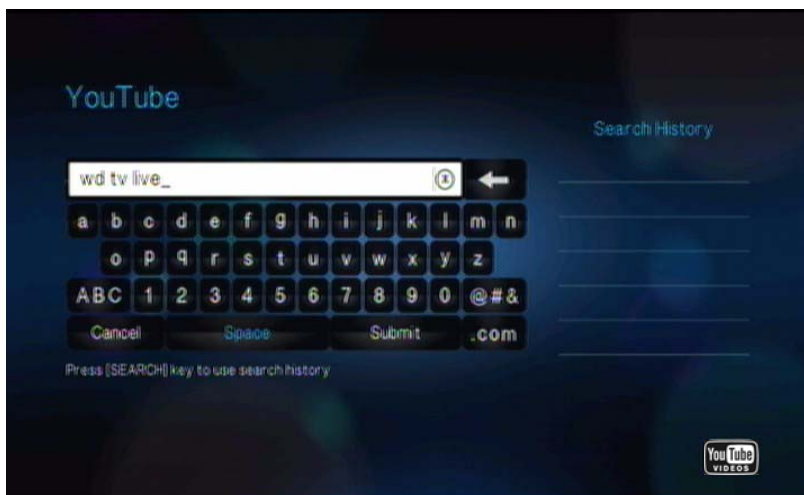 YouTube
Search History
wd tv live_
a b c d e f g h i j k l m n
o p q r s t u v w x y z
ABC 1 2 3 4 5 6 7 8 9 0 @#&
Cancel Space Submit .com
Press [SEARCH] key to use search history
You Tube
VIDEOS